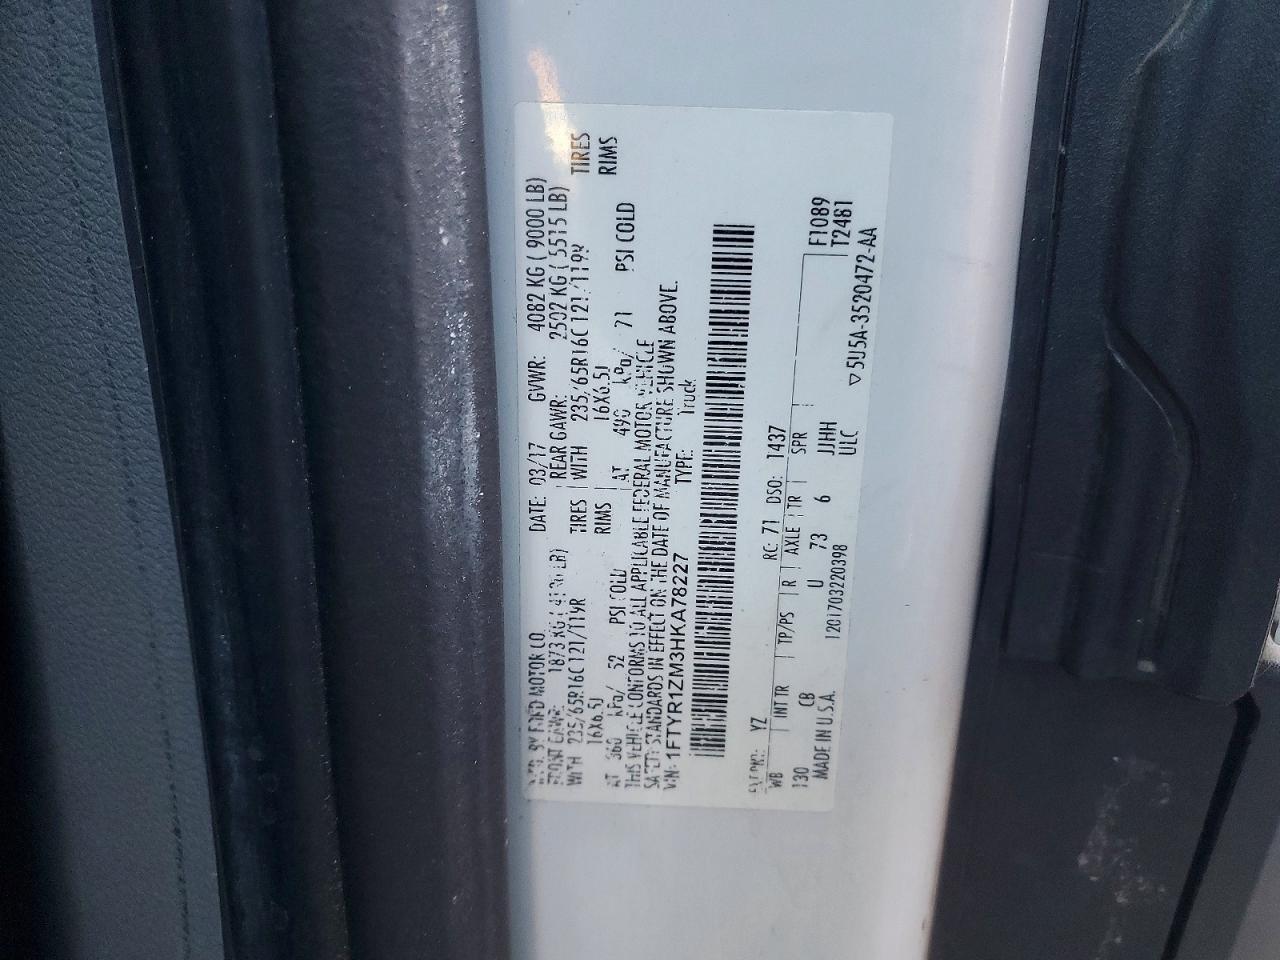 MFD. BY FORD MOTOR CO.
DATE: 03/17 GVWR: 4082 KG ( 9000 LB)
FRONT GAWR: 1873 KG ( 4130 LB) REAR GAWR: 2502 KG ( 5515 LB)
WITH 235/65R16C 121/119R TIRES WITH 235/65R16C 121/119R TIRES
16X6.5J RIMS 16X6.5J RIMS
AT 360 kPa/ 52 PSI COLD AT 490 kPa/ 71 PSI COLD
THIS VEHICLE CONFORMS TO ALL APPLICABLE FEDERAL MOTOR VEHICLE
SAFETY STANDARDS IN EFFECT ON THE DATE OF MANUFACTURE SHOWN ABOVE.
VIN: 1FTYR1ZM3HKA78227 TYPE: Truck
EXT PNT: YZ RC: 71 DSO: 1437
WB INT TR TP/PS R AXLE TR SPR F1089
130 CB U 73 6 JJHH T2481
MADE IN U.S.A. 1201703220398 ULC
▽ 5U5A-3520472-AA